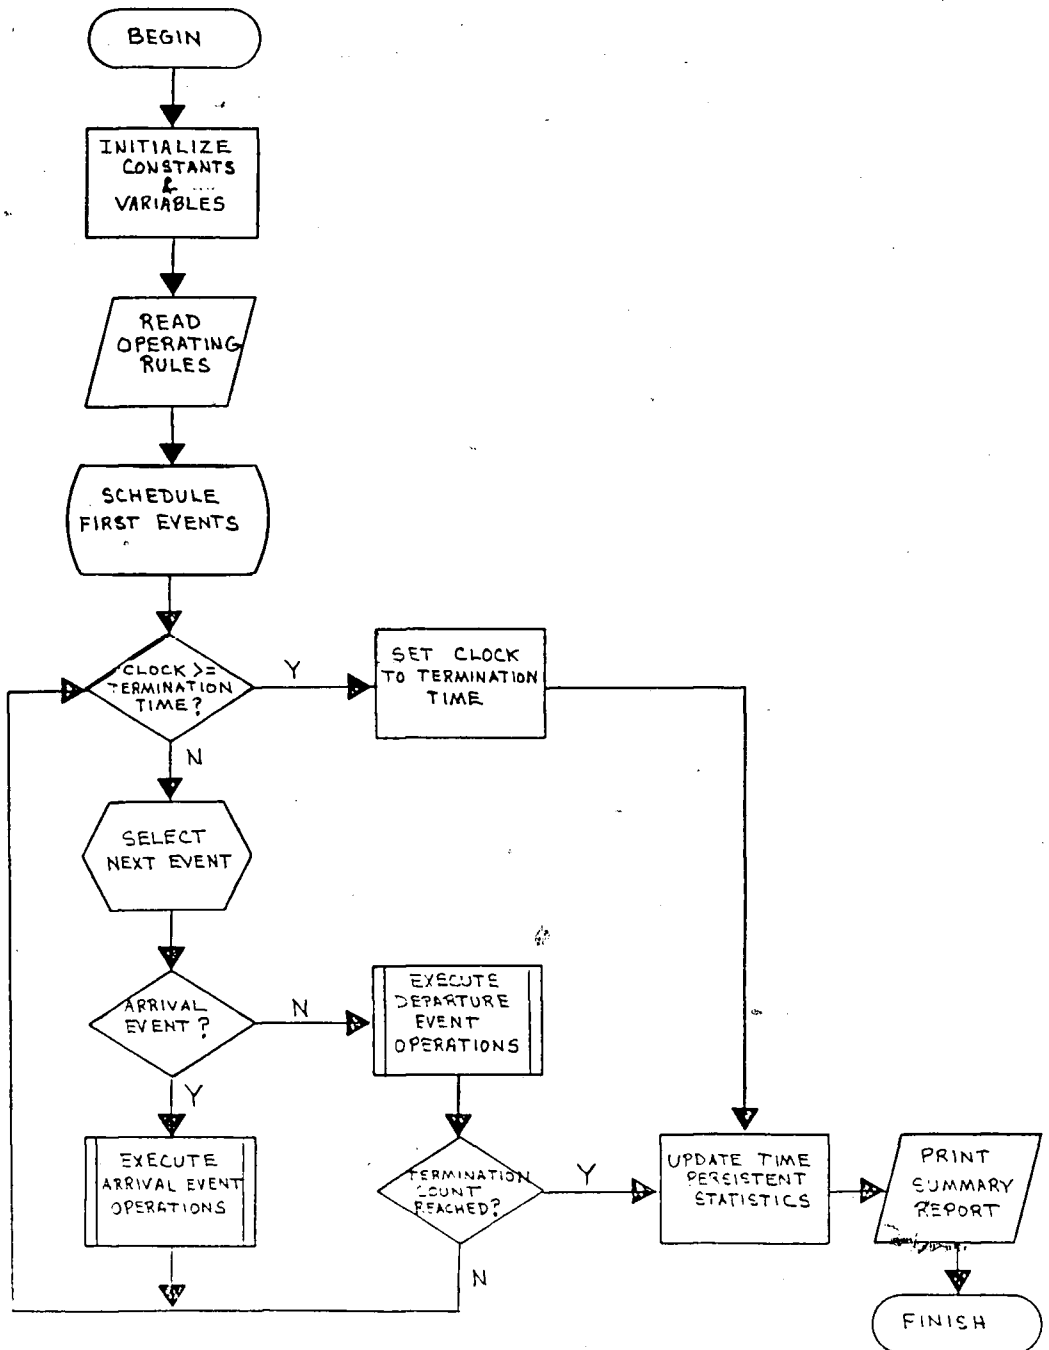 BEGIN
INITIALIZE
CONSTANTS
&
VARIABLES
READ
OPERATING
RULES
SCHEDULE
FIRST EVENTS
CLOCK >=
TERMINATION
TIME?
Y
SET CLOCK
TO TERMINATION
TIME
N
SELECT
NEXT EVENT
ARRIVAL
EVENT?
N
EXECUTE
DEPARTURE
EVENT
OPERATIONS
Y
EXECUTE
ARRIVAL EVENT
OPERATIONS
TERMINATION
COUNT
REACHED?
Y
N
UPDATE TIME
PERSISTENT
STATISTICS
PRINT
SUMMARY
REPORT
FINISH